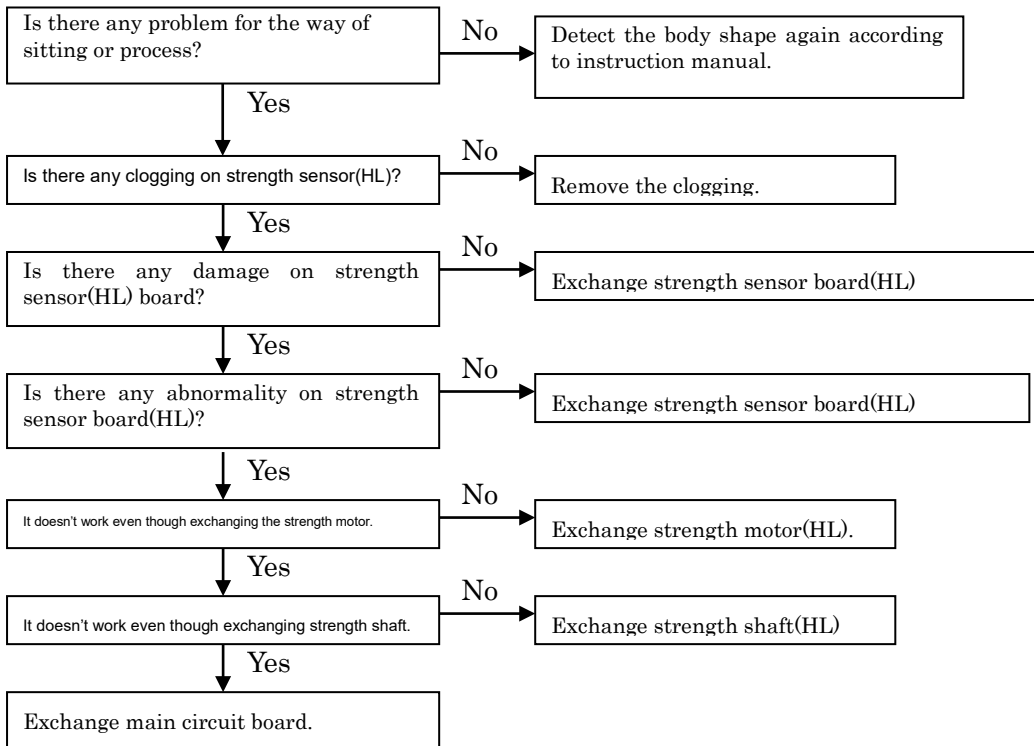 Is there any problem for the way of
sitting or process?
No
Detect the body shape again according
to instruction manual.
Yes
Is there any clogging on strength sensor(HL)?
No
Remove the clogging.
Yes
Is there any damage on strength
sensor(HL) board?
No
Exchange strength sensor board(HL)
Yes
Is there any abnormality on strength
sensor board(HL)?
No
Exchange strength sensor board(HL)
Yes
It doesn't work even though exchanging the strength motor.
No
Exchange strength motor(HL).
Yes
It doesn't work even though exchanging strength shaft.
No
Exchange strength shaft(HL)
Yes
Exchange main circuit board.